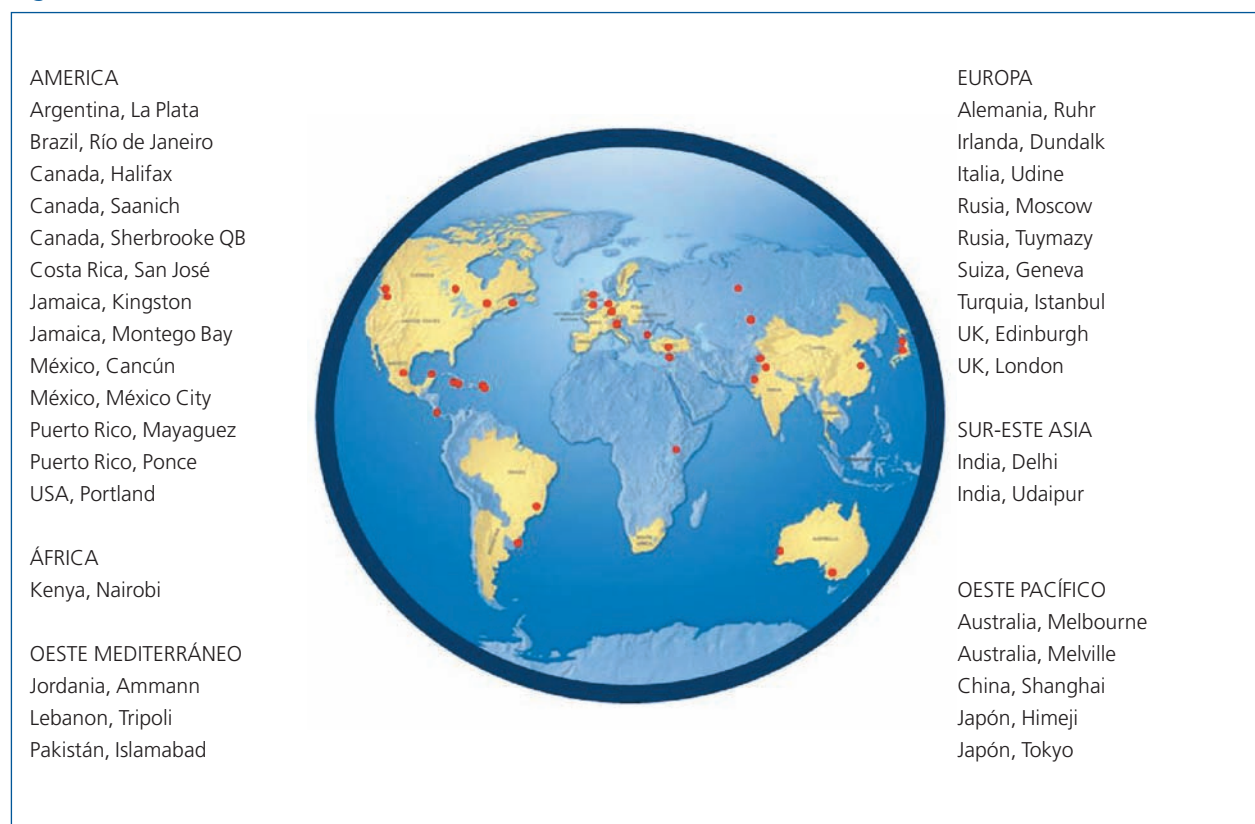 AMERICA
Argentina, La Plata
Brazil, Río de Janeiro
Canada, Halifax
Canada, Saanich
Canada, Sherbrooke QB
Costa Rica, San José
Jamaica, Kingston
Jamaica, Montego Bay
México, Cancún
México, México City
Puerto Rico, Mayaguez
Puerto Rico, Ponce
USA, Portland
ÁFRICA
Kenya, Nairobi
OESTE MEDITERRÁNEO
Jordania, Ammann
Lebanon, Tripoli
Pakistán, Islamabad
EUROPA
Alemania, Ruhr
Irlanda, Dundalk
Italia, Udine
Rusia, Moscow
Rusia, Tuymazy
Suiza, Geneva
Turquia, Istanbul
UK, Edinburgh
UK, London
SUR-ESTE ASIA
India, Delhi
India, Udaipur
OESTE PACÍFICO
Australia, Melbourne
Australia, Melville
China, Shanghai
Japón, Himeji
Japón, Tokyo